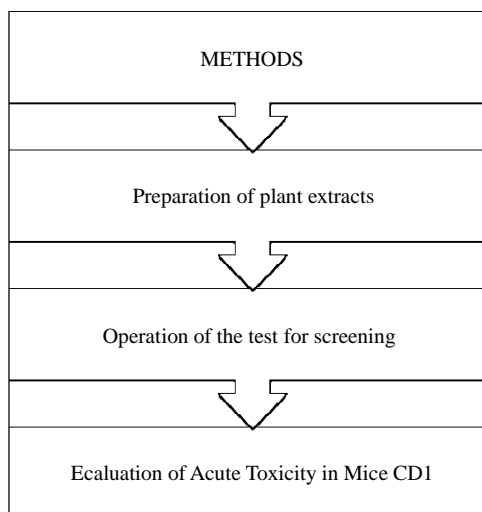 METHODS
Preparation of plant extracts
Operation of the test for screening
Ecaluation of Acute Toxicity in Mice CD1